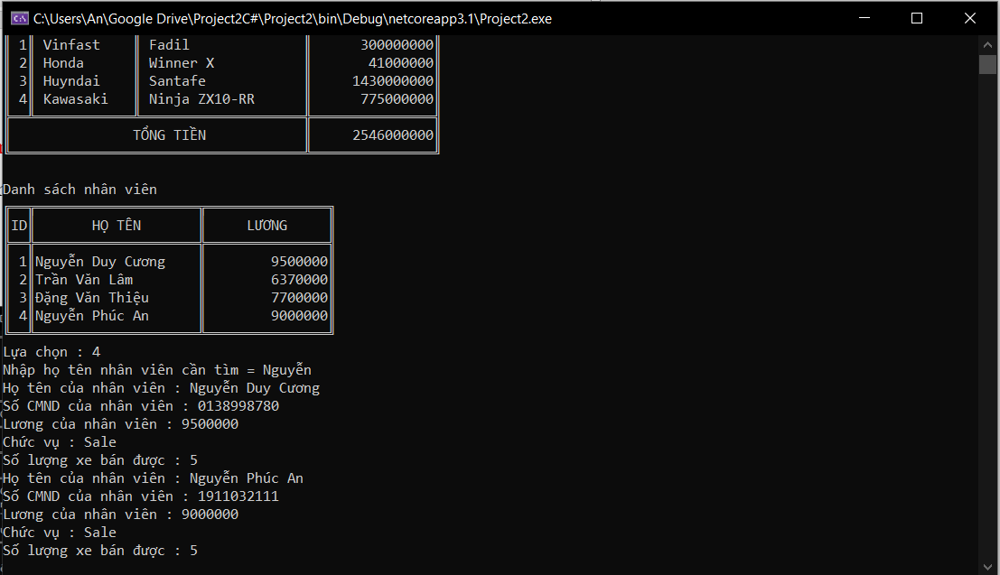 C:\Users\An\Google Drive\Project2C#\Project2\bin\Debug\netcoreapp3.1\Project2.exe
1 Vinfast Fadil 300000000
2 Honda Winner X 41000000
3 Huyndai Santafe 1430000000
4 Kawasaki Ninja ZX10-RR 775000000
TỔNG TIỀN 2546000000
Danh sách nhân viên
ID HỌ TÊN LƯƠNG
1 Nguyễn Duy Cương 9500000
2 Trần Văn Lâm 6370000
3 Đặng Văn Thiệu 7700000
4 Nguyễn Phúc An 9000000
Lựa chọn : 4
Nhập họ tên nhân viên cần tìm = Nguyễn
Họ tên của nhân viên : Nguyễn Duy Cương
Số CMND của nhân viên : 0138998780
Lương của nhân viên : 9500000
Chức vụ : Sale
Số lượng xe bán được : 5
Họ tên của nhân viên : Nguyễn Phúc An
Số CMND của nhân viên : 1911032111
Lương của nhân viên : 9000000
Chức vụ : Sale
Số lượng xe bán được : 5